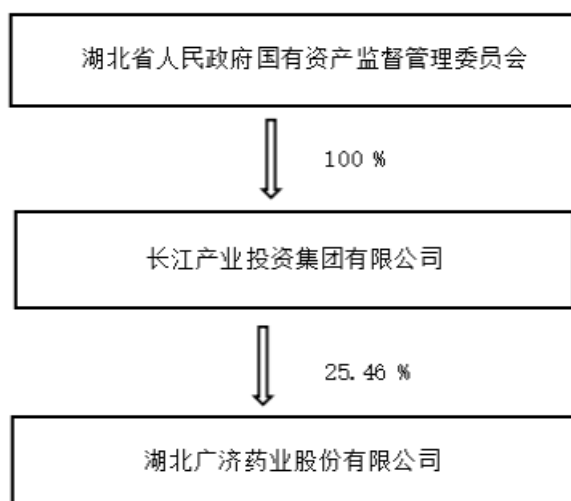 湖北省人民政府国有资产监督管理委员会
100 %
长江产业投资集团有限公司
25.46 %
湖北广济药业股份有限公司